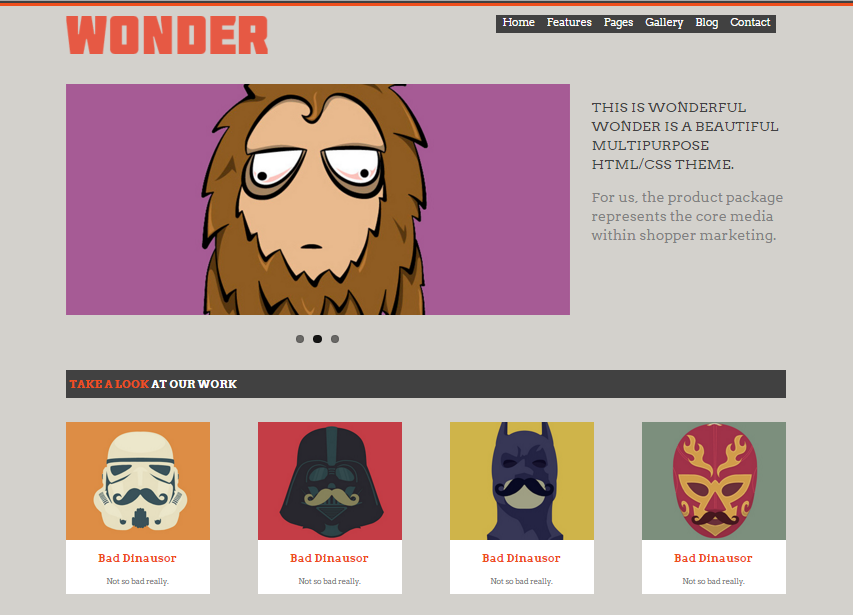 WONDER
Home Features Pages Gallery Blog Contact
THIS IS WONDERFUL
WONDER IS A BEAUTIFUL
MULTIPURPOSE
HTML/CSS THEME.
For us, the product package
represents the core media
within shopper marketing.
TAKE A LOOK AT OUR WORK
Bad Dinausor
Not so bad really.
Bad Dinausor
Not so bad really.
Bad Dinausor
Not so bad really.
Bad Dinausor
Not so bad really.